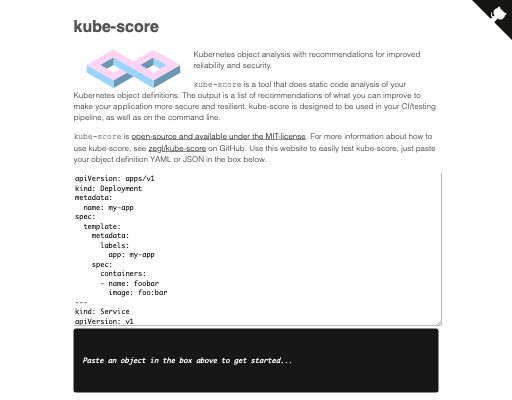 kube-score
Kubernetes object analysis with recommendations for improved
reliability and security.
kube-score is a tool that does static code analysis of your
Kubernetes object definitions. The output is a list of recommendations of what you can improve to
make your application more secure and resilient. kube-score is designed to be used in your CI/testing
pipeline, as well as on the command line.
kube-score is open-source and available under the MIT-license. For more information about how to
use kube-score, see zegl/kube-score on GitHub. Use this website to easily test kube-score, just paste
your object definition YAML or JSON in the box below.
apiVersion: apps/v1
kind: Deployment
metadata:
  name: my-app
spec:
  template:
    metadata:
      labels:
        app: my-app
    spec:
      containers:
      - name: foobar
        image: foo:bar
---
kind: Service
apiVersion: v1
Paste an object in the box above to get started...